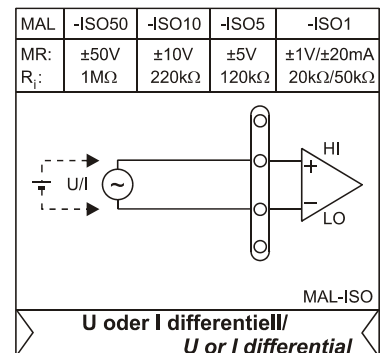 MAL -ISO50 -ISO10 -ISO5 -ISO1
MR: ±50V ±10V ±5V ±1V/±20mA
Ri: 1MΩ 220kΩ 120kΩ 20kΩ/50kΩ
HI
U/I ~ +
−
LO
MAL-ISO
U oder I differentiell/
U or I differential